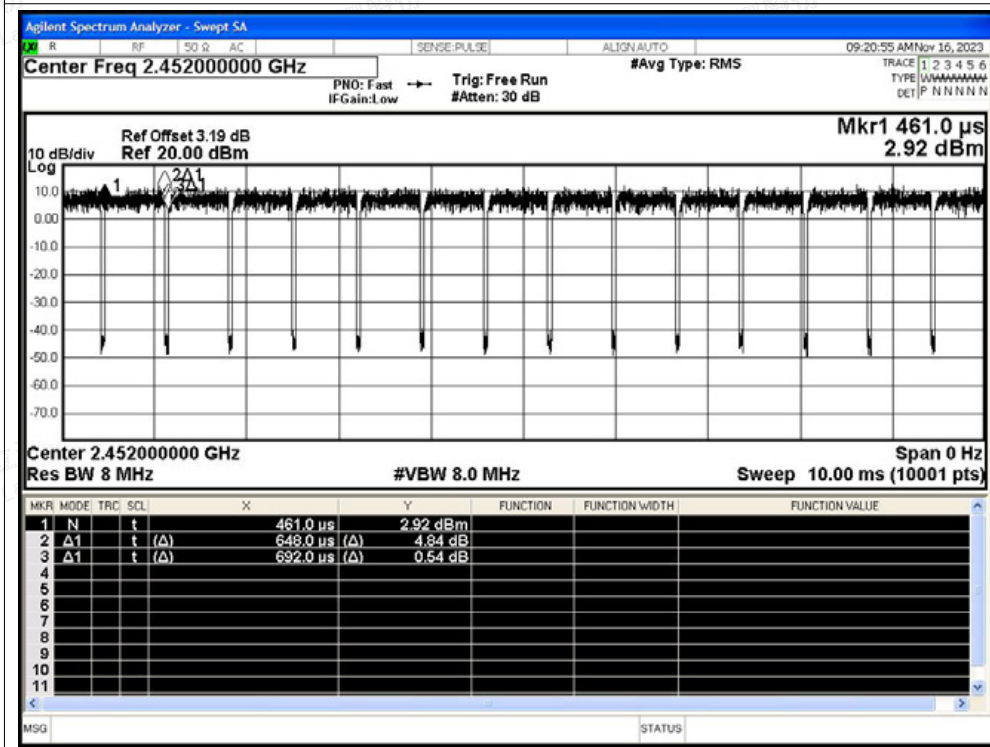 Agilent Spectrum Analyzer - Swept SA
R RF 50 Ω AC SENSE:PULSE ALIGN AUTO 09:20:55 AM Nov 16, 2023
Center Freq 2.452000000 GHz #Avg Type: RMS TRACE 1 2 3 4 5 6
PNO: Fast Trig: Free Run TYPE
IFGain:Low #Atten: 30 dB DET P N N N N N
Mkr1 461.0 µs
Ref Offset 3.19 dB
10 dB/div Ref 20.00 dBm 2.92 dBm
Log
1 2Δ1
3Δ1
10.0
0.00
-10.0
-20.0
-30.0
-40.0
-50.0
-60.0
-70.0
Center 2.452000000 GHz Span 0 Hz
Res BW 8 MHz #VBW 8.0 MHz Sweep 10.00 ms (10001 pts)
MKR MODE TRC SCL X Y FUNCTION FUNCTION WIDTH FUNCTION VALUE
1 N t 461.0 µs 2.92 dBm
2 Δ1 t (Δ) 648.0 µs (Δ) 4.84 dB
3 Δ1 t (Δ) 692.0 µs (Δ) 0.54 dB
4
5
6
7
8
9
10
11
MSG STATUS